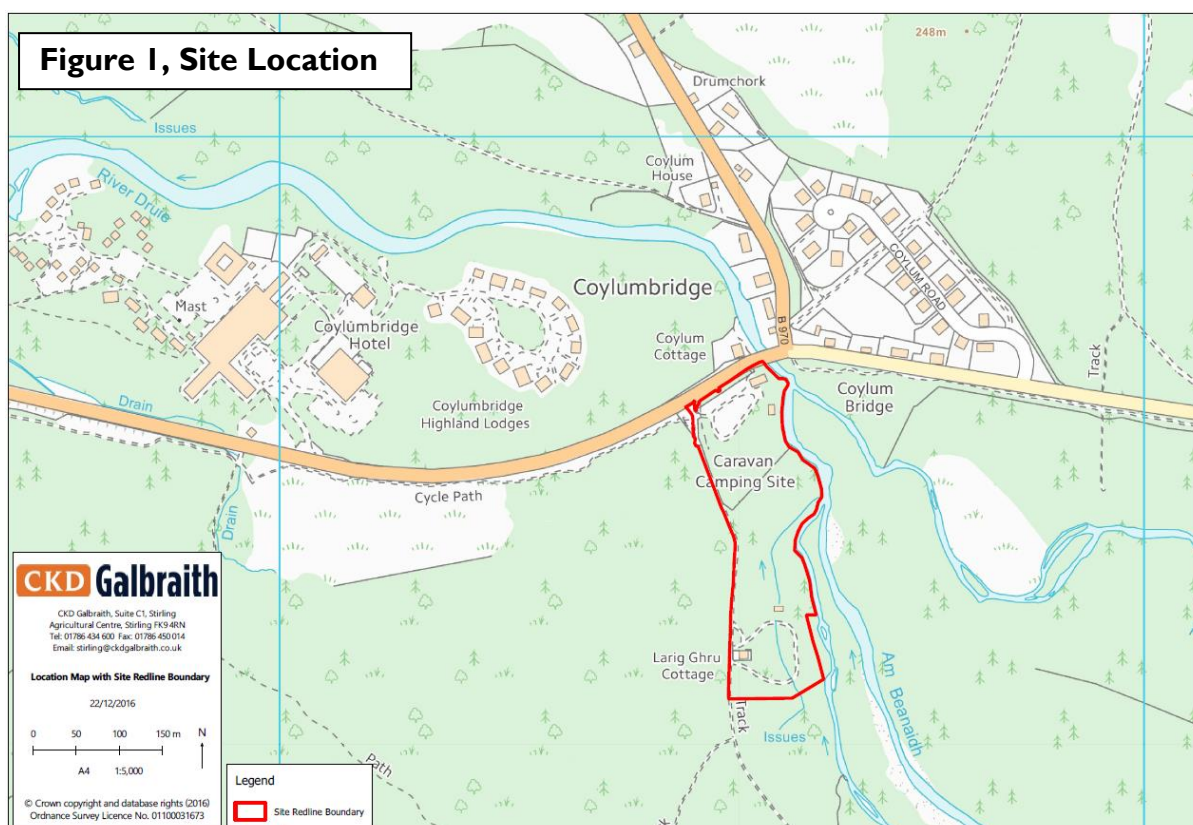 Figure 1, Site Location
248m
Drumchork
Issues
Coylum
House
River Druie
COYLUM ROAD
Mast
Coylumbridge
Hotel
Coylumbridge
B 970
Coylum
Cottage
Track
Drain
Coylumbridge
Highland Lodges
Coylum
Bridge
Cycle Path
Caravan
Camping Site
Drain
Larig Ghru
Cottage
Am Beanaidh
Track
Issues
Path
CKD Galbraith
CKD Galbraith, Suite C1, Stirling
Agricultural Centre, Stirling FK9 4RN
Tel: 01786 434 600 Fax: 01786 450 014
Email: stirling@ckdgalbraith.co.uk
Location Map with Site Redline Boundary
22/12/2016
0 50 100 150 m N
A4 1:5,000
© Crown copyright and database rights (2016)
Ordnance Survey Licence No. 01100031673
Legend
Site Redline Boundary